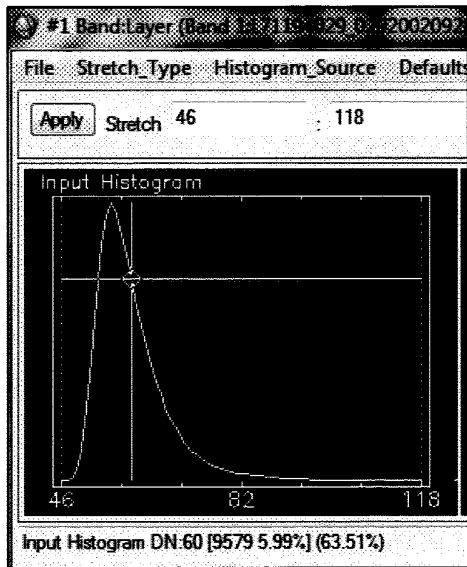 #1 Band:Layer (Band
File Stretch_Type Histogram_Source Defaults
Apply Stretch 46 : 118
Input Histogram
46 82 118
Input Histogram DN:60 [9579 5.99%] (63.51%)